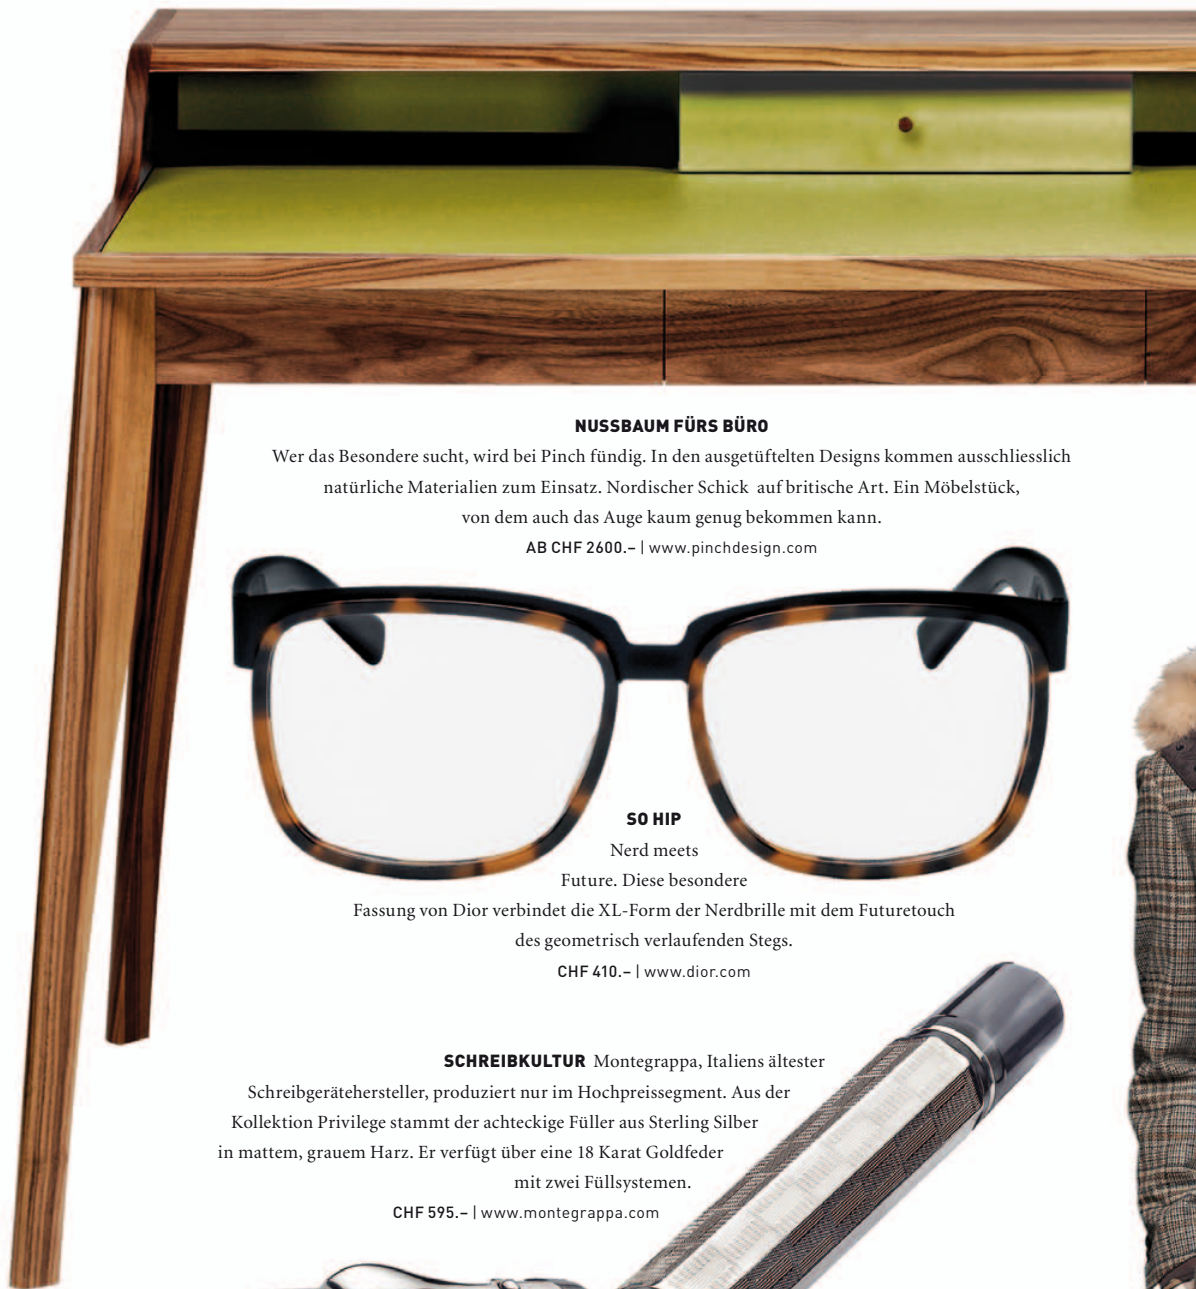 NUSSBAUM FÜRS BÜRO
Wer das Besondere sucht, wird bei Pinch fündig. In den ausgetüftelten Designs kommen ausschliesslich
natürliche Materialien zum Einsatz. Nordischer Schick auf britische Art. Ein Möbelstück,
von dem auch das Auge kaum genug bekommen kann.
AB CHF 2600.– | www.pinchdesign.com
SO HIP
Nerd meets
Future. Diese besondere
Fassung von Dior verbindet die XL-Form der Nerdbrille mit dem Futuretouch
des geometrisch verlaufenden Stegs.
CHF 410.– | www.dior.com
SCHREIBKULTUR Montegrappa, Italiens ältester
Schreibgerätehersteller, produziert nur im Hochpreissegment. Aus der
Kollektion Privilege stammt der achteckige Füller aus Sterling Silber
in mattem, grauem Harz. Er verfügt über eine 18 Karat Goldfeder
mit zwei Füllsystemen.
CHF 595.– | www.montegrappa.com